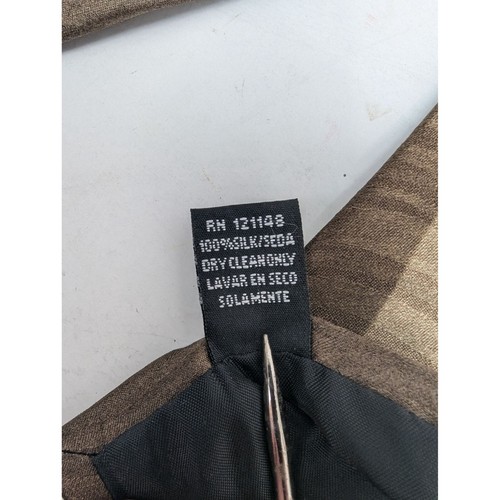 RN 121148
100%SILK/SEDA
DRY CLEAN ONLY
LAVAR EN SECO
SOLAMENTE